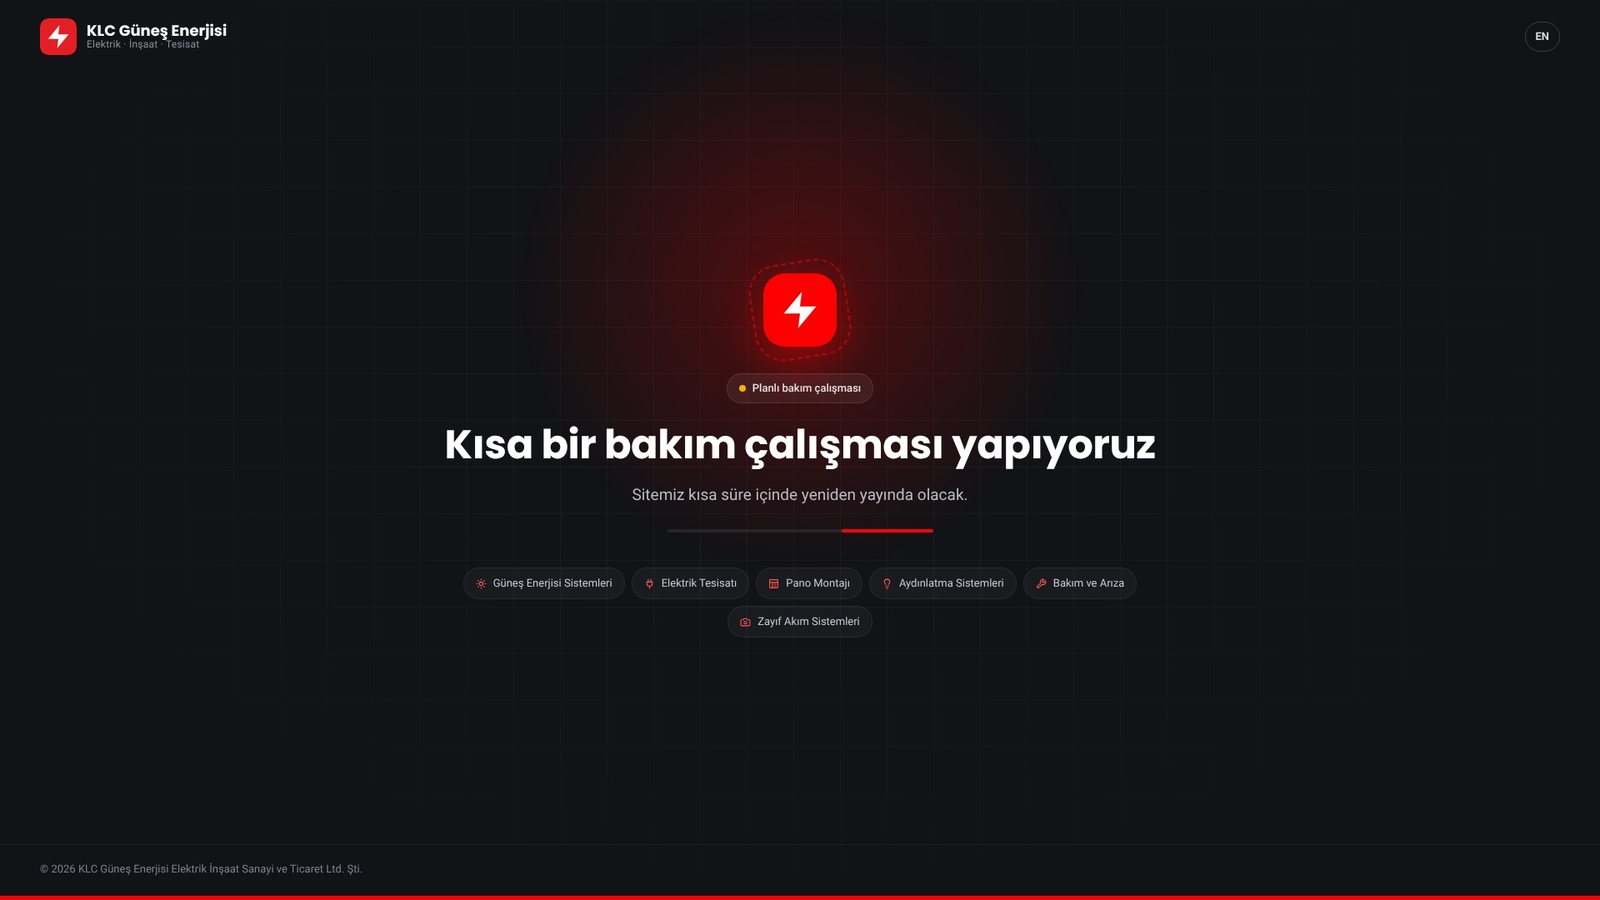 KLC Güneş Enerjisi
Elektrik · İnşaat · Tesisat
EN
Planlı bakım çalışması
Kısa bir bakım çalışması yapıyoruz
Sitemiz kısa süre içinde yeniden yayında olacak.
Güneş Enerjisi Sistemleri
Elektrik Tesisatı
Pano Montajı
Aydınlatma Sistemleri
Bakım ve Arıza
Zayıf Akım Sistemleri
© 2026 KLC Güneş Enerjisi Elektrik İnşaat Sanayi ve Ticaret Ltd. Şti.